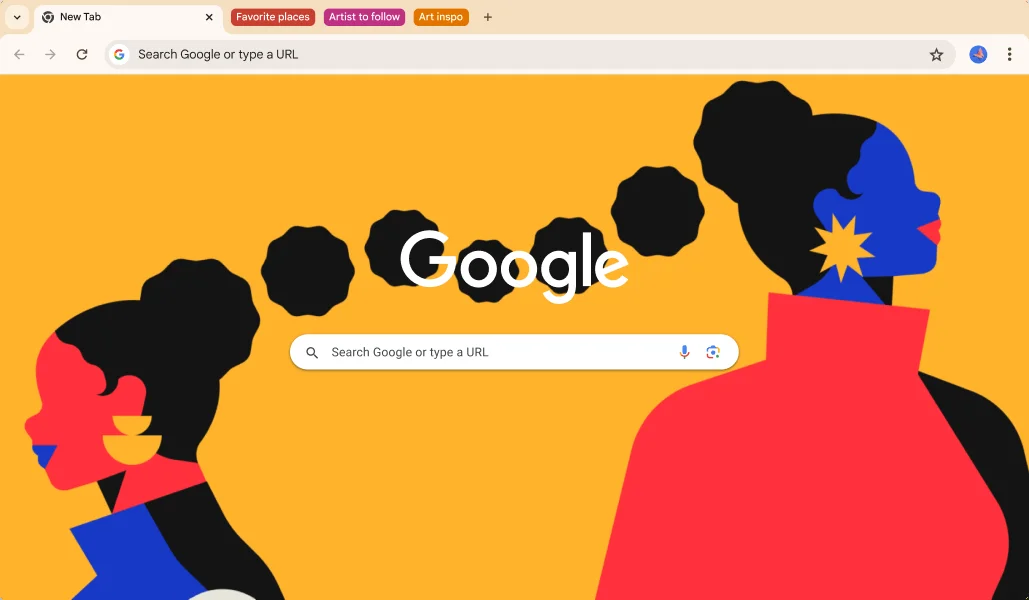 New Tab
Favorite places
Artist to follow
Art inspo
Search Google or type a URL
Google
Search Google or type a URL